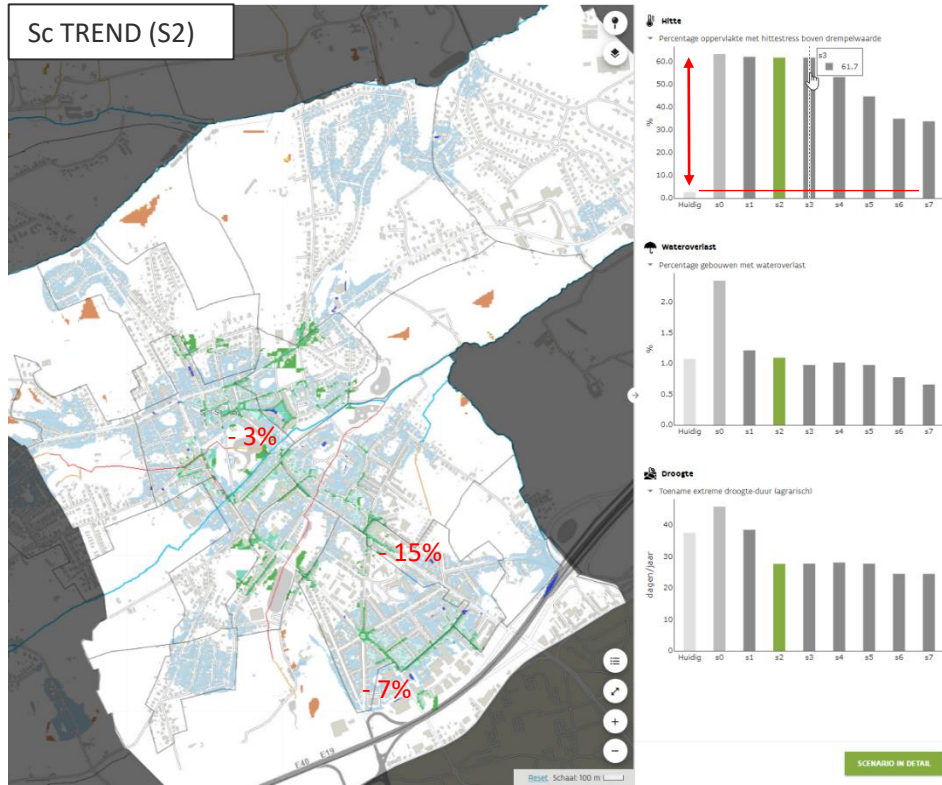 Sc TREND (S2)
- 3%
- 15%
- 7%
E40
E19
Reset Schaal: 100 m
Hitte
Percentage oppervlakte met hittestress boven drempelwaarde
60.0
50.0
40.0
30.0
20.0
10.0
0.0
%
s3
61.7
Huidig s0 s1 s2 s3 s4 s5 s6 s7
Wateroverlast
Percentage gebouwen met wateroverlast
2.0
1.5
1.0
0.5
0.0
%
Huidig s0 s1 s2 s3 s4 s5 s6 s7
Droogte
Toename extreme droogte-duur (agrarisch)
40
30
20
10
0
dagen/jaar
Huidig s0 s1 s2 s3 s4 s5 s6 s7
SCENARIO IN DETAIL